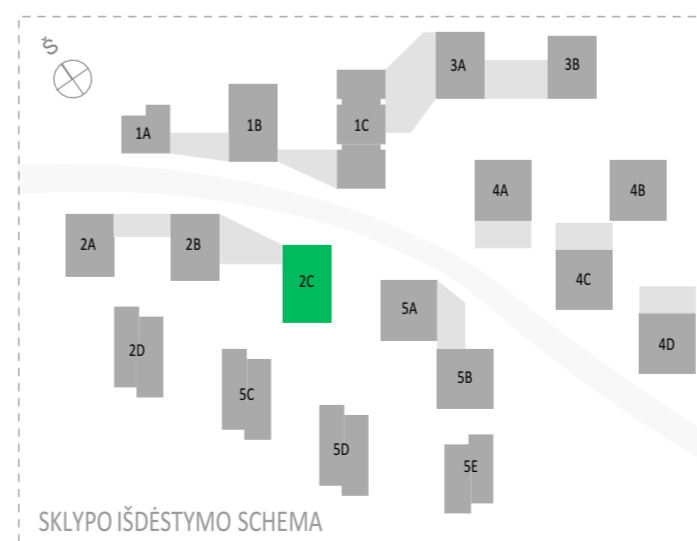 Š
3A
3B
1A
1B
1C
4A
4B
2A
2B
2C
4C
5A
2D
4D
5B
5C
5D
5E
SKLYPO IŠDĖSTYMO SCHEMA